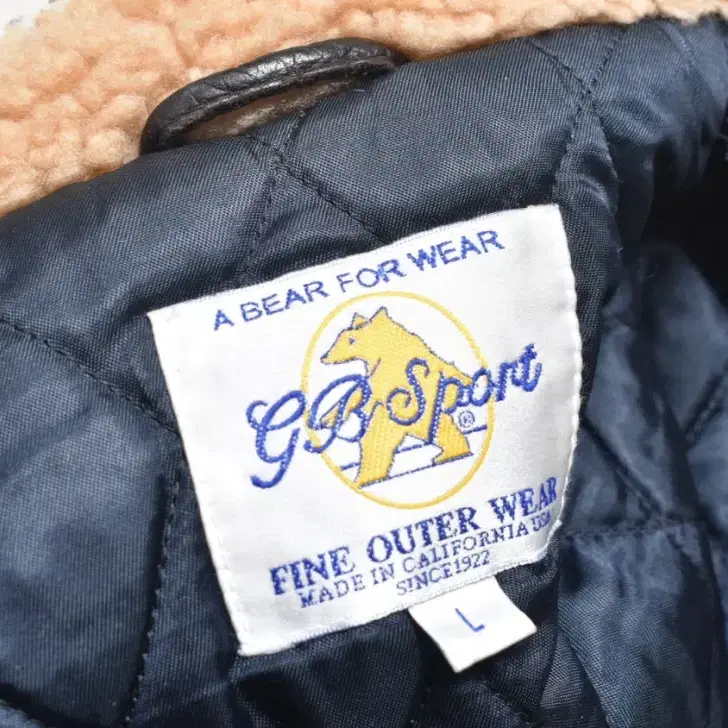 A BEAR FOR WEAR
GB Sport
®
FINE OUTER WEAR
MADE IN CALIFORNIA USA
SINCE 1922
L